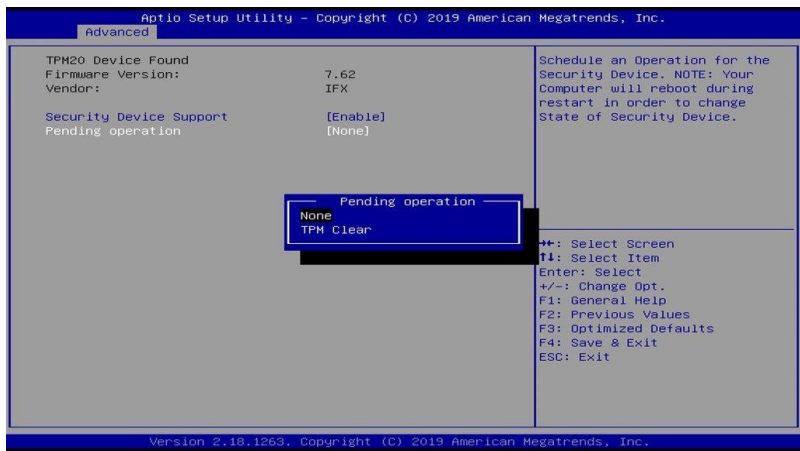 Aptio Setup Utility – Copyright (C) 2019 American Megatrends, Inc.
Advanced
TPM20 Device Found
Firmware Version: 7.62
Vendor: IFX
Security Device Support [Enable]
Pending operation [None]
Pending operation
None
TPM Clear
Schedule an Operation for the
Security Device. NOTE: Your
Computer will reboot during
restart in order to change
State of Security Device.
→←: Select Screen
↑↓: Select Item
Enter: Select
+/-: Change Opt.
F1: General Help
F2: Previous Values
F3: Optimized Defaults
F4: Save & Exit
ESC: Exit
Version 2.18.1263. Copyright (C) 2019 American Megatrends, Inc.